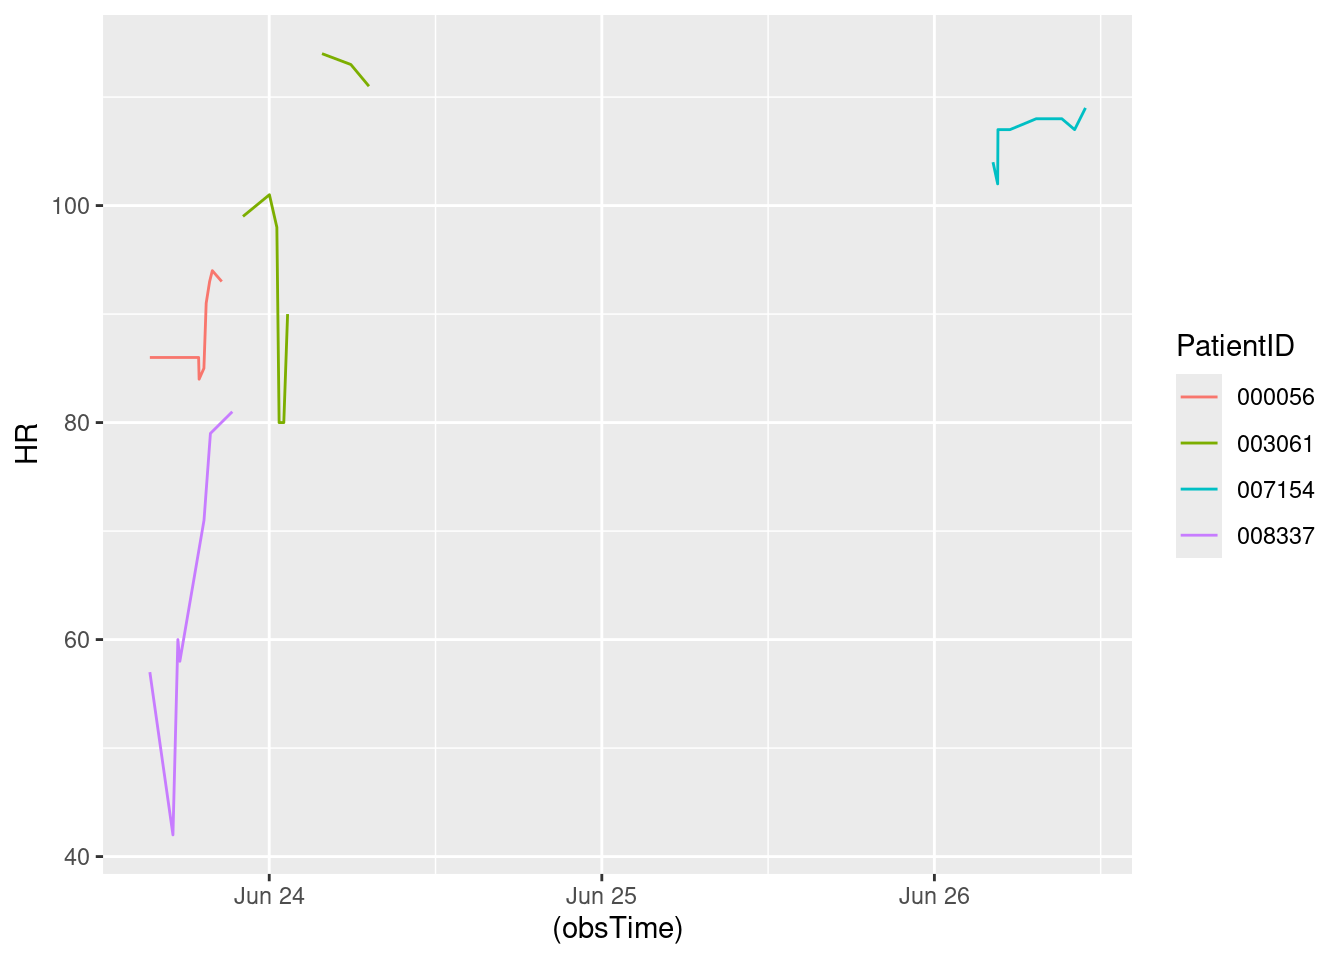 HR
100
80
60
40
Jun 24
Jun 25
Jun 26
(obsTime)
PatientID
000056
003061
007154
008337